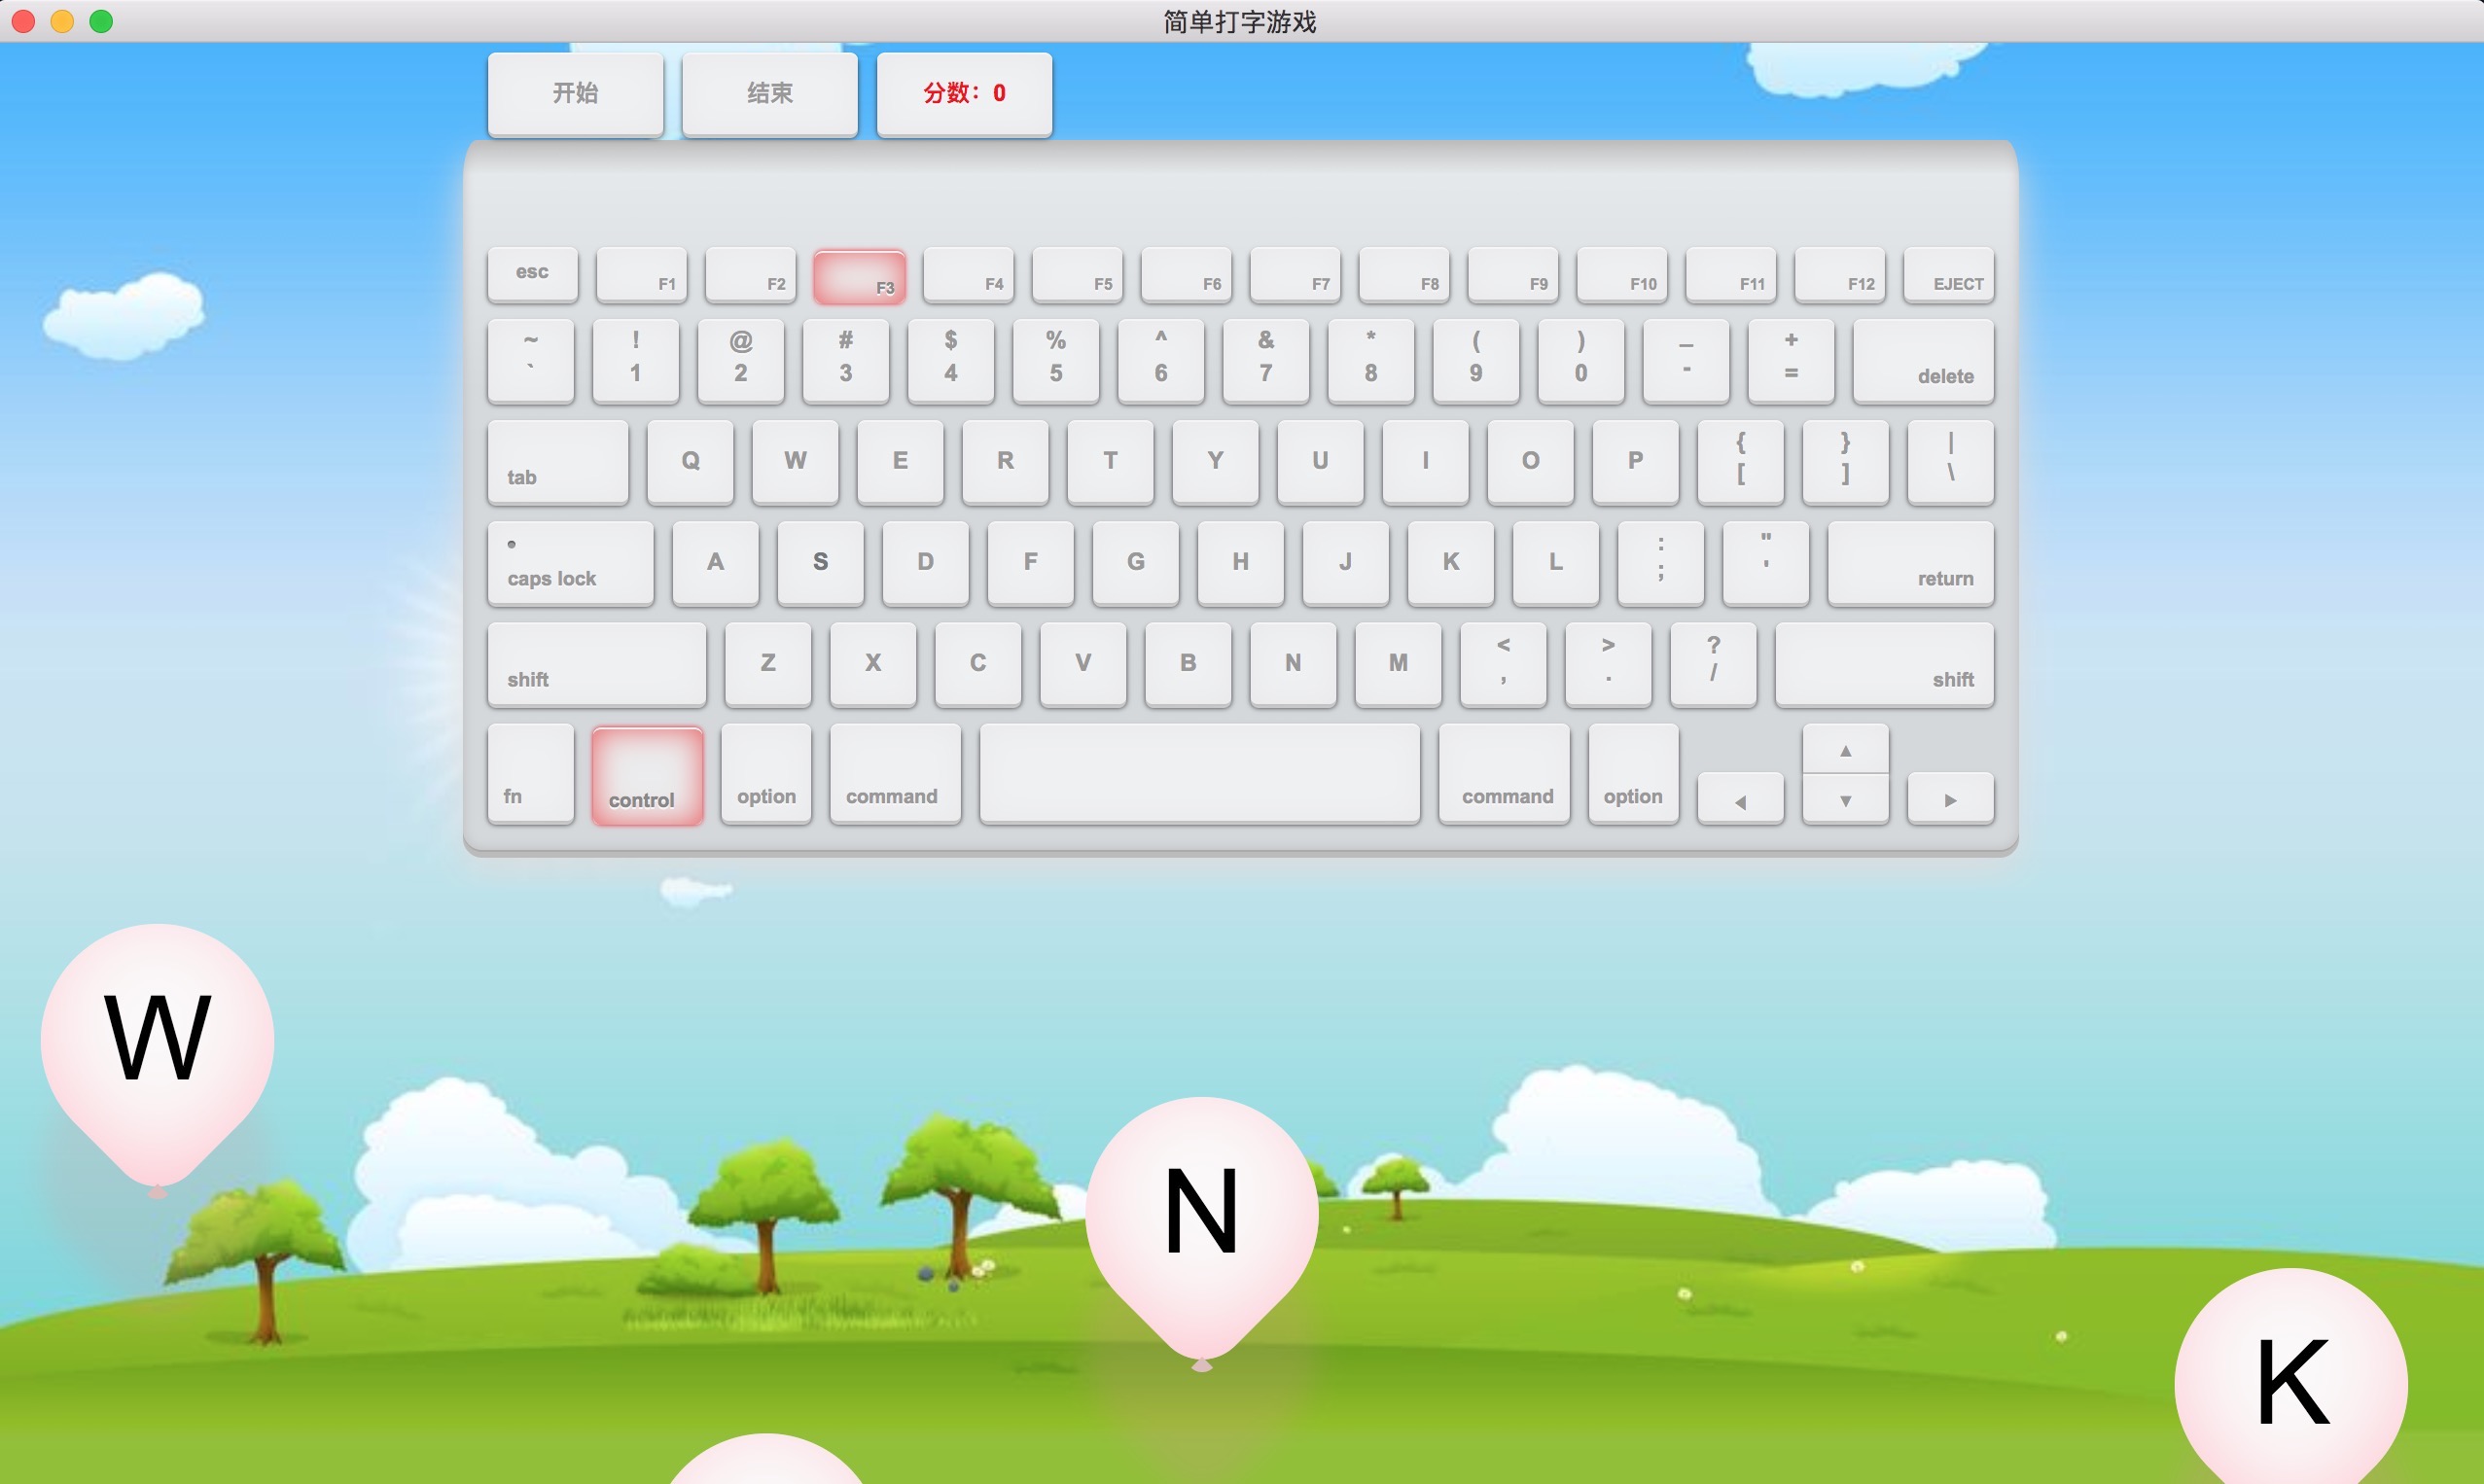 简单打字游戏
开始 结束 分数：0
esc F1 F2 F3 F4 F5 F6 F7 F8 F9 F10 F11 F12 EJECT
~ ! @ # $ % ^ & * ( ) _ +
` 1 2 3 4 5 6 7 8 9 0 - = delete
{ } |
tab Q W E R T Y U I O P [ ] \
: "
caps lock A S D F G H J K L ; ' return
< > ?
shift Z X C V B N M , . / shift
▲
fn control option command command option ◀ ▼ ▶
W
N
K